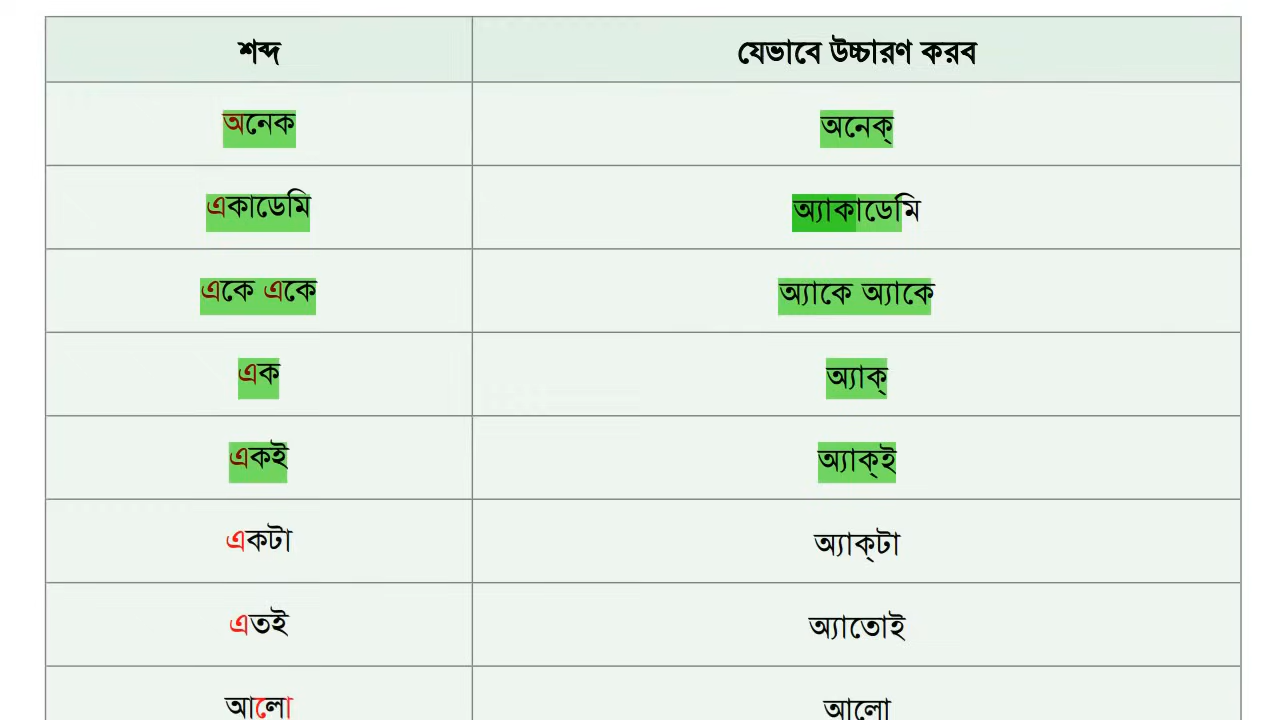 শব্দ যেভাবে উচ্চারণ করব
অনেক অনেক্
একাডেমি অ্যাকাডেমি
একে একে অ্যাকে অ্যাকে
এক অ্যাক্
একই অ্যাক্ই
একটা অ্যাক্টা
এতই অ্যাতোই
আলো আলো